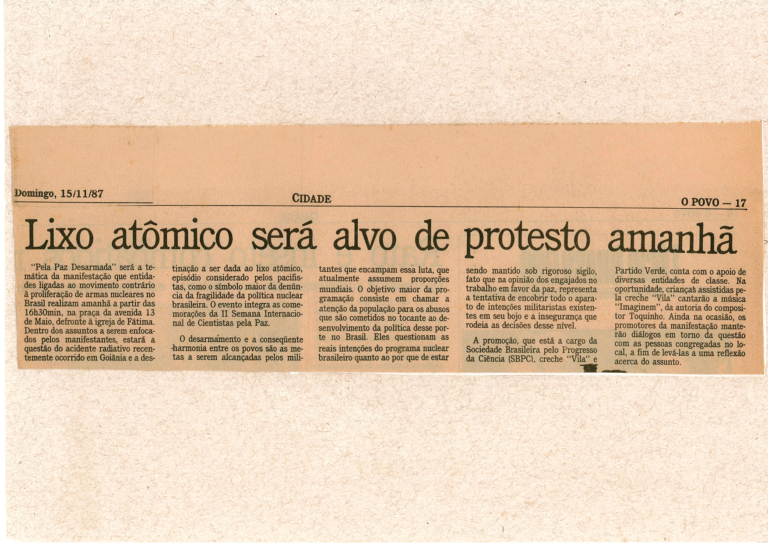 Domingo, 15/11/87
CIDADE
O POVO — 17
Lixo atômico será alvo de protesto amanhã
"Pela Paz Desarmada" será a te-
mática da manifestação que entida-
des ligadas ao movimento contrário
à proliferação de armas nucleares no
Brasil realizam amanhã a partir das
16h30min, na praça da avenida 13
de Maio, defronte à igreja de Fátima.
Dentro dos assuntos a serem enfoca-
dos pelos manifestantes, estará a
questão do acidente radiativo recen-
temente ocorrido em Goiânia e a des-
tinação a ser dada ao lixo atômico,
episódio considerado pelos pacifis-
tas, como o símbolo maior da denún-
cia da fragilidade da política nuclear
brasileira. O evento integra as come-
morações da II Semana Internacio-
nal de Cientistas pela Paz.
O desarmamento e a conseqüente
harmonia entre os povos são as me-
tas a serem alcançadas pelos mili-
tantes que encampam essa luta, que
atualmente assumem proporções
mundiais. O objetivo maior da pro-
gramação consiste em chamar a
atenção da população para os abusos
que são cometidos no tocante ao de-
senvolvimento da política desse por-
te no Brasil. Eles questionam as
reais intenções do programa nuclear
brasileiro quanto ao por que de estar
sendo mantido sob rigoroso sigilo,
fato que na opinião dos engajados no
trabalho em favor da paz, representa
a tentativa de encobrir todo o apara-
to de intenções militaristas existen-
tes em seu bojo e a insegurança que
rodeia as decisões desse nível.
A promoção, que está a cargo da
Sociedade Brasileira pelo Progresso
da Ciência (SBPC), creche "Vila" e
Partido Verde, conta com o apoio de
diversas entidades de classe. Na
oportunidade, crianças assistidas pe-
la creche "Vila" cantarão a música
"Imaginem", da autoria do composi-
tor Toquinho. Ainda na ocasião, os
promotores da manifestação mante-
rão diálogos em torno da questão
com as pessoas congregadas no lo-
cal, a fim de levá-las a uma reflexão
acerca do assunto.